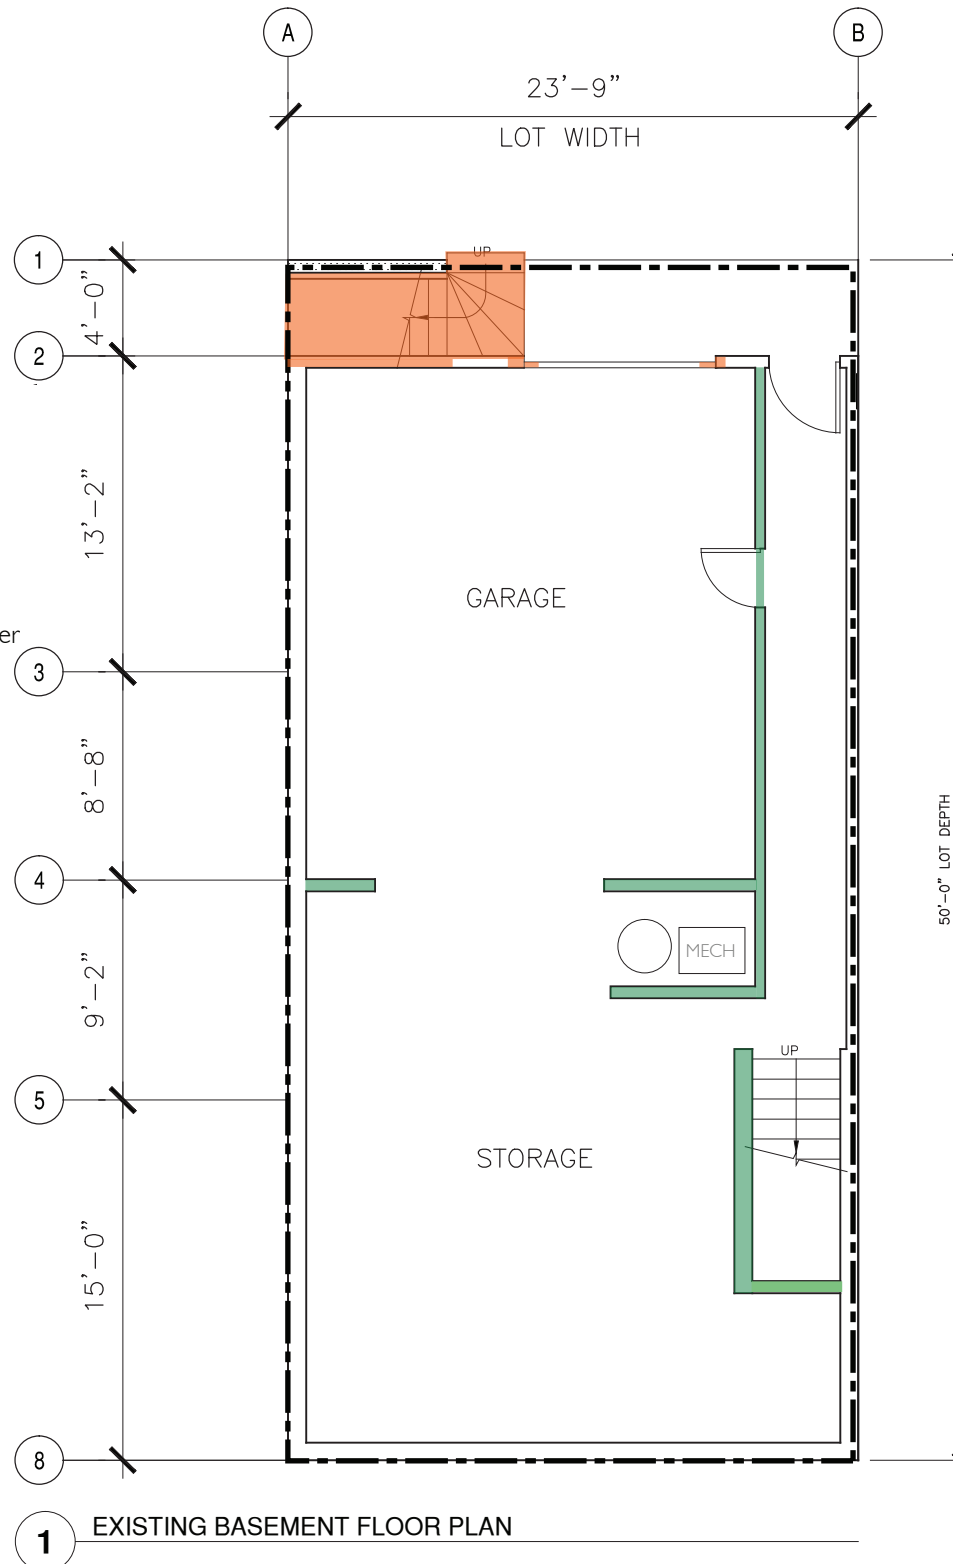 A
B
23'-9"
LOT WIDTH
1
UP
4'-0"
2
13'-2"
GARAGE
er
3
8'-8"
50'-0" LOT DEPTH
4
MECH
9'-2"
UP
5
STORAGE
15'-0"
8
1
EXISTING BASEMENT FLOOR PLAN